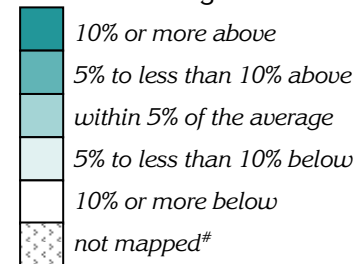 10% or more above
5% to less than 10% above
within 5% of the average
5% to less than 10% below
10% or more below
not mapped#